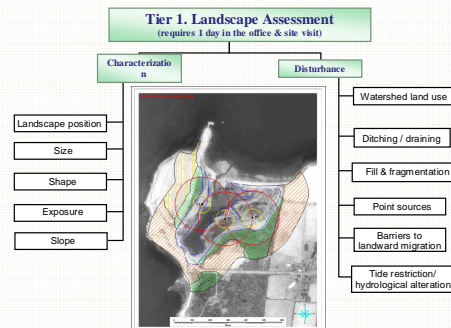 Tier 1. Landscape Assessment
(requires 1 day in the office & site visit)
Characterizatio
n
Disturbance
Landscape position
Size
Shape
Exposure
Slope
Watershed land use
Ditching / draining
Fill & fragmentation
Point sources
Barriers to
landward migration
Tide restriction/
hydrological alteration